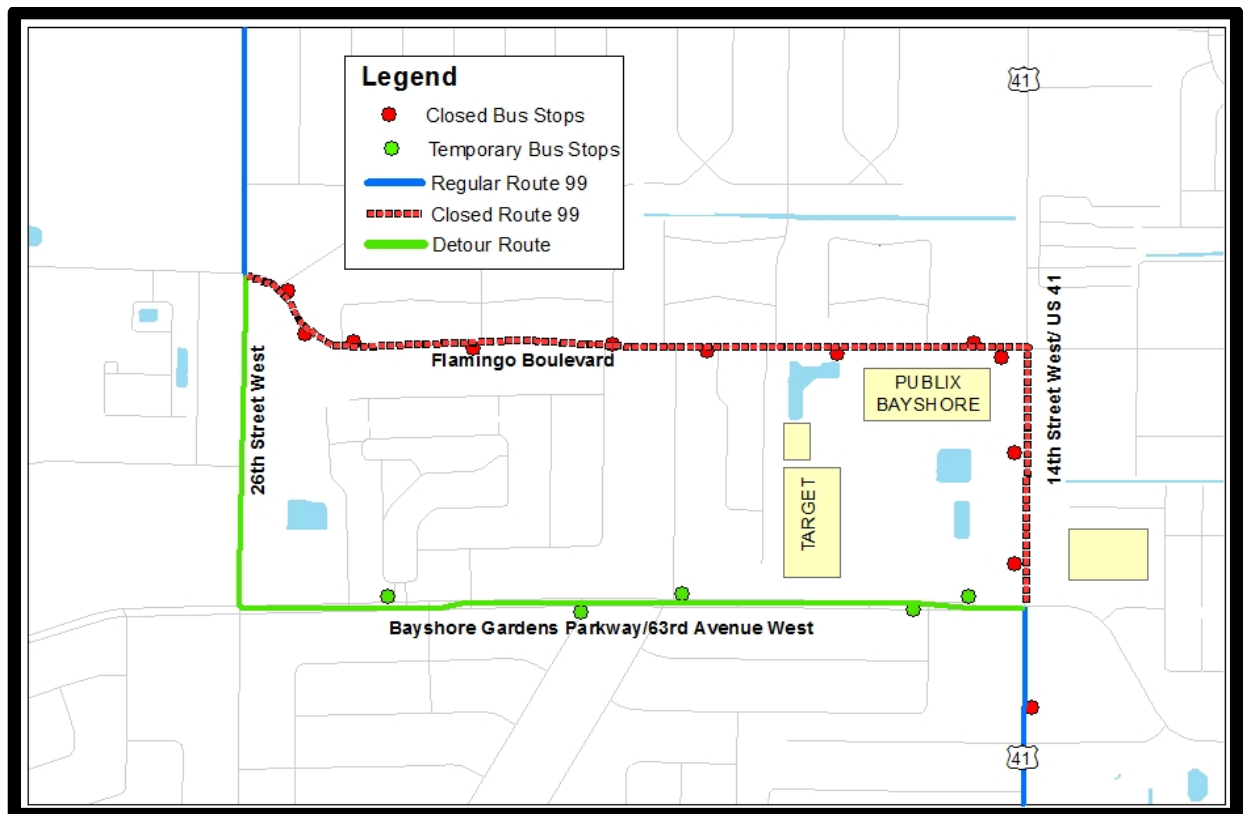 41
Legend
Closed Bus Stops
Temporary Bus Stops
Regular Route 99
Closed Route 99
Detour Route
Flamingo Boulevard
26th Street West
14th Street West/ US 41
PUBLIX
BAYSHORE
TARGET
Bayshore Gardens Parkway/63rd Avenue West
41